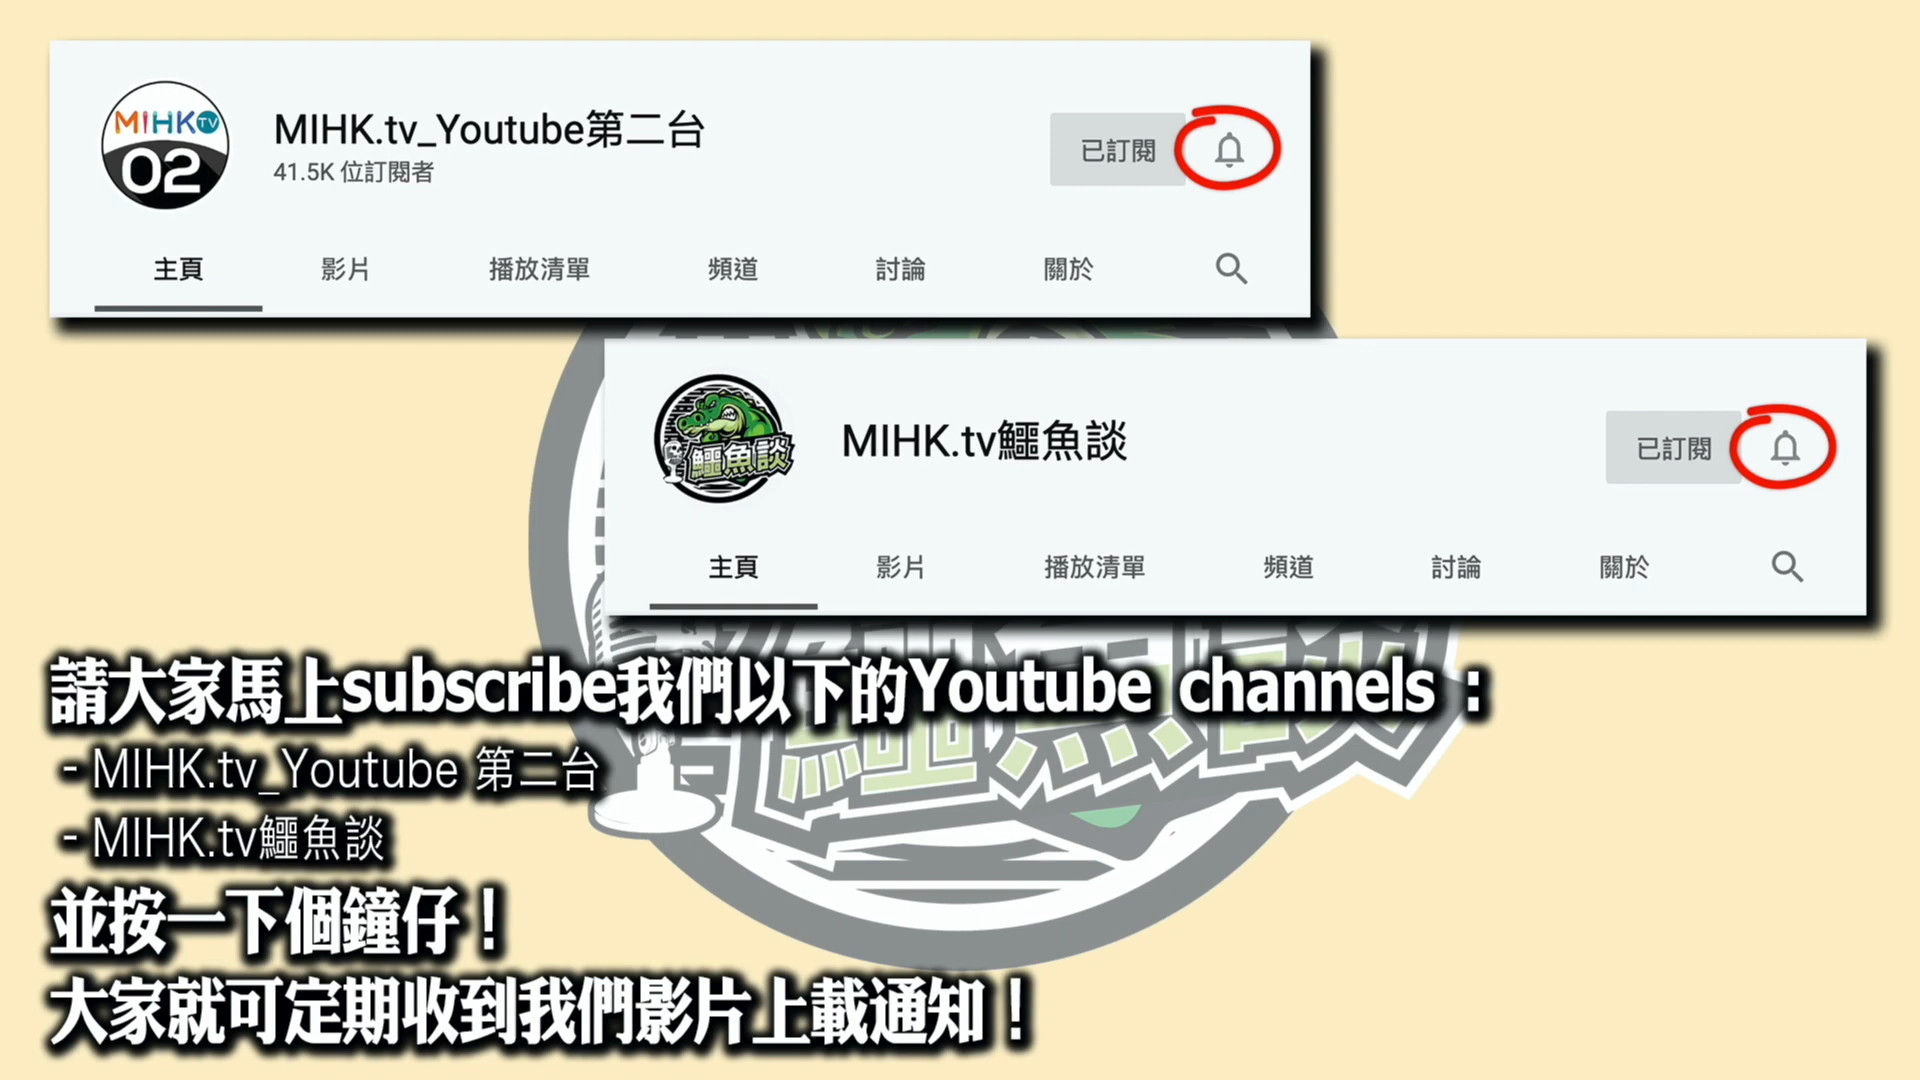 MIHK TV
02
MIHK.tv_Youtube第二台
41.5K 位訂閱者
已訂閱
主頁 影片 播放清單 頻道 討論 關於
鱷魚談
MIHK.tv鱷魚談
已訂閱
主頁 影片 播放清單 頻道 討論 關於
請大家馬上subscribe我們以下的Youtube channels：
- MIHK.tv_Youtube 第二台
- MIHK.tv鱷魚談
並按一下個鐘仔！
大家就可定期收到我們影片上載通知！
鱷魚談